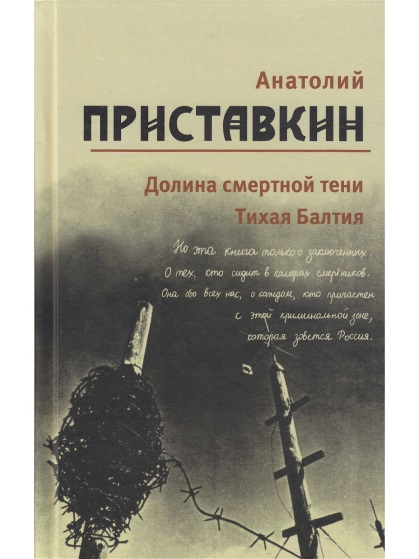 Анатолий
ПРИСТАВКИН
Долина смертной тени
Тихая Балтия
Но эта книга только о заключенных
О тех, кто сидит в камерах смертников.
Она обо всех нас, о каждом, кто причастен
к этой криминальной зоне,
которая зовется Россия.